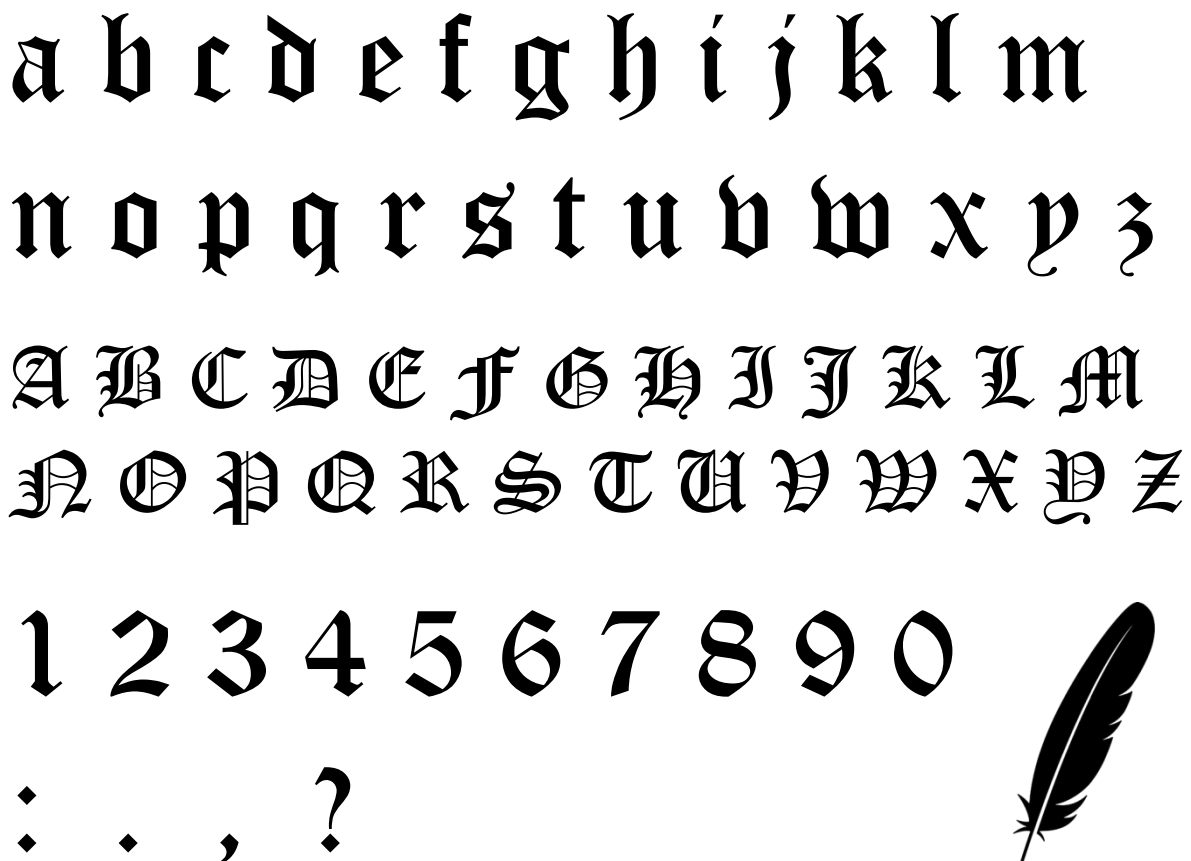 a b c d e f g h i j k l m
n o p q r s t u v w x y z
A B C D E F G H I J K L M
N O P Q R S T U V W X Y Z
1 2 3 4 5 6 7 8 9 0
: . , ?